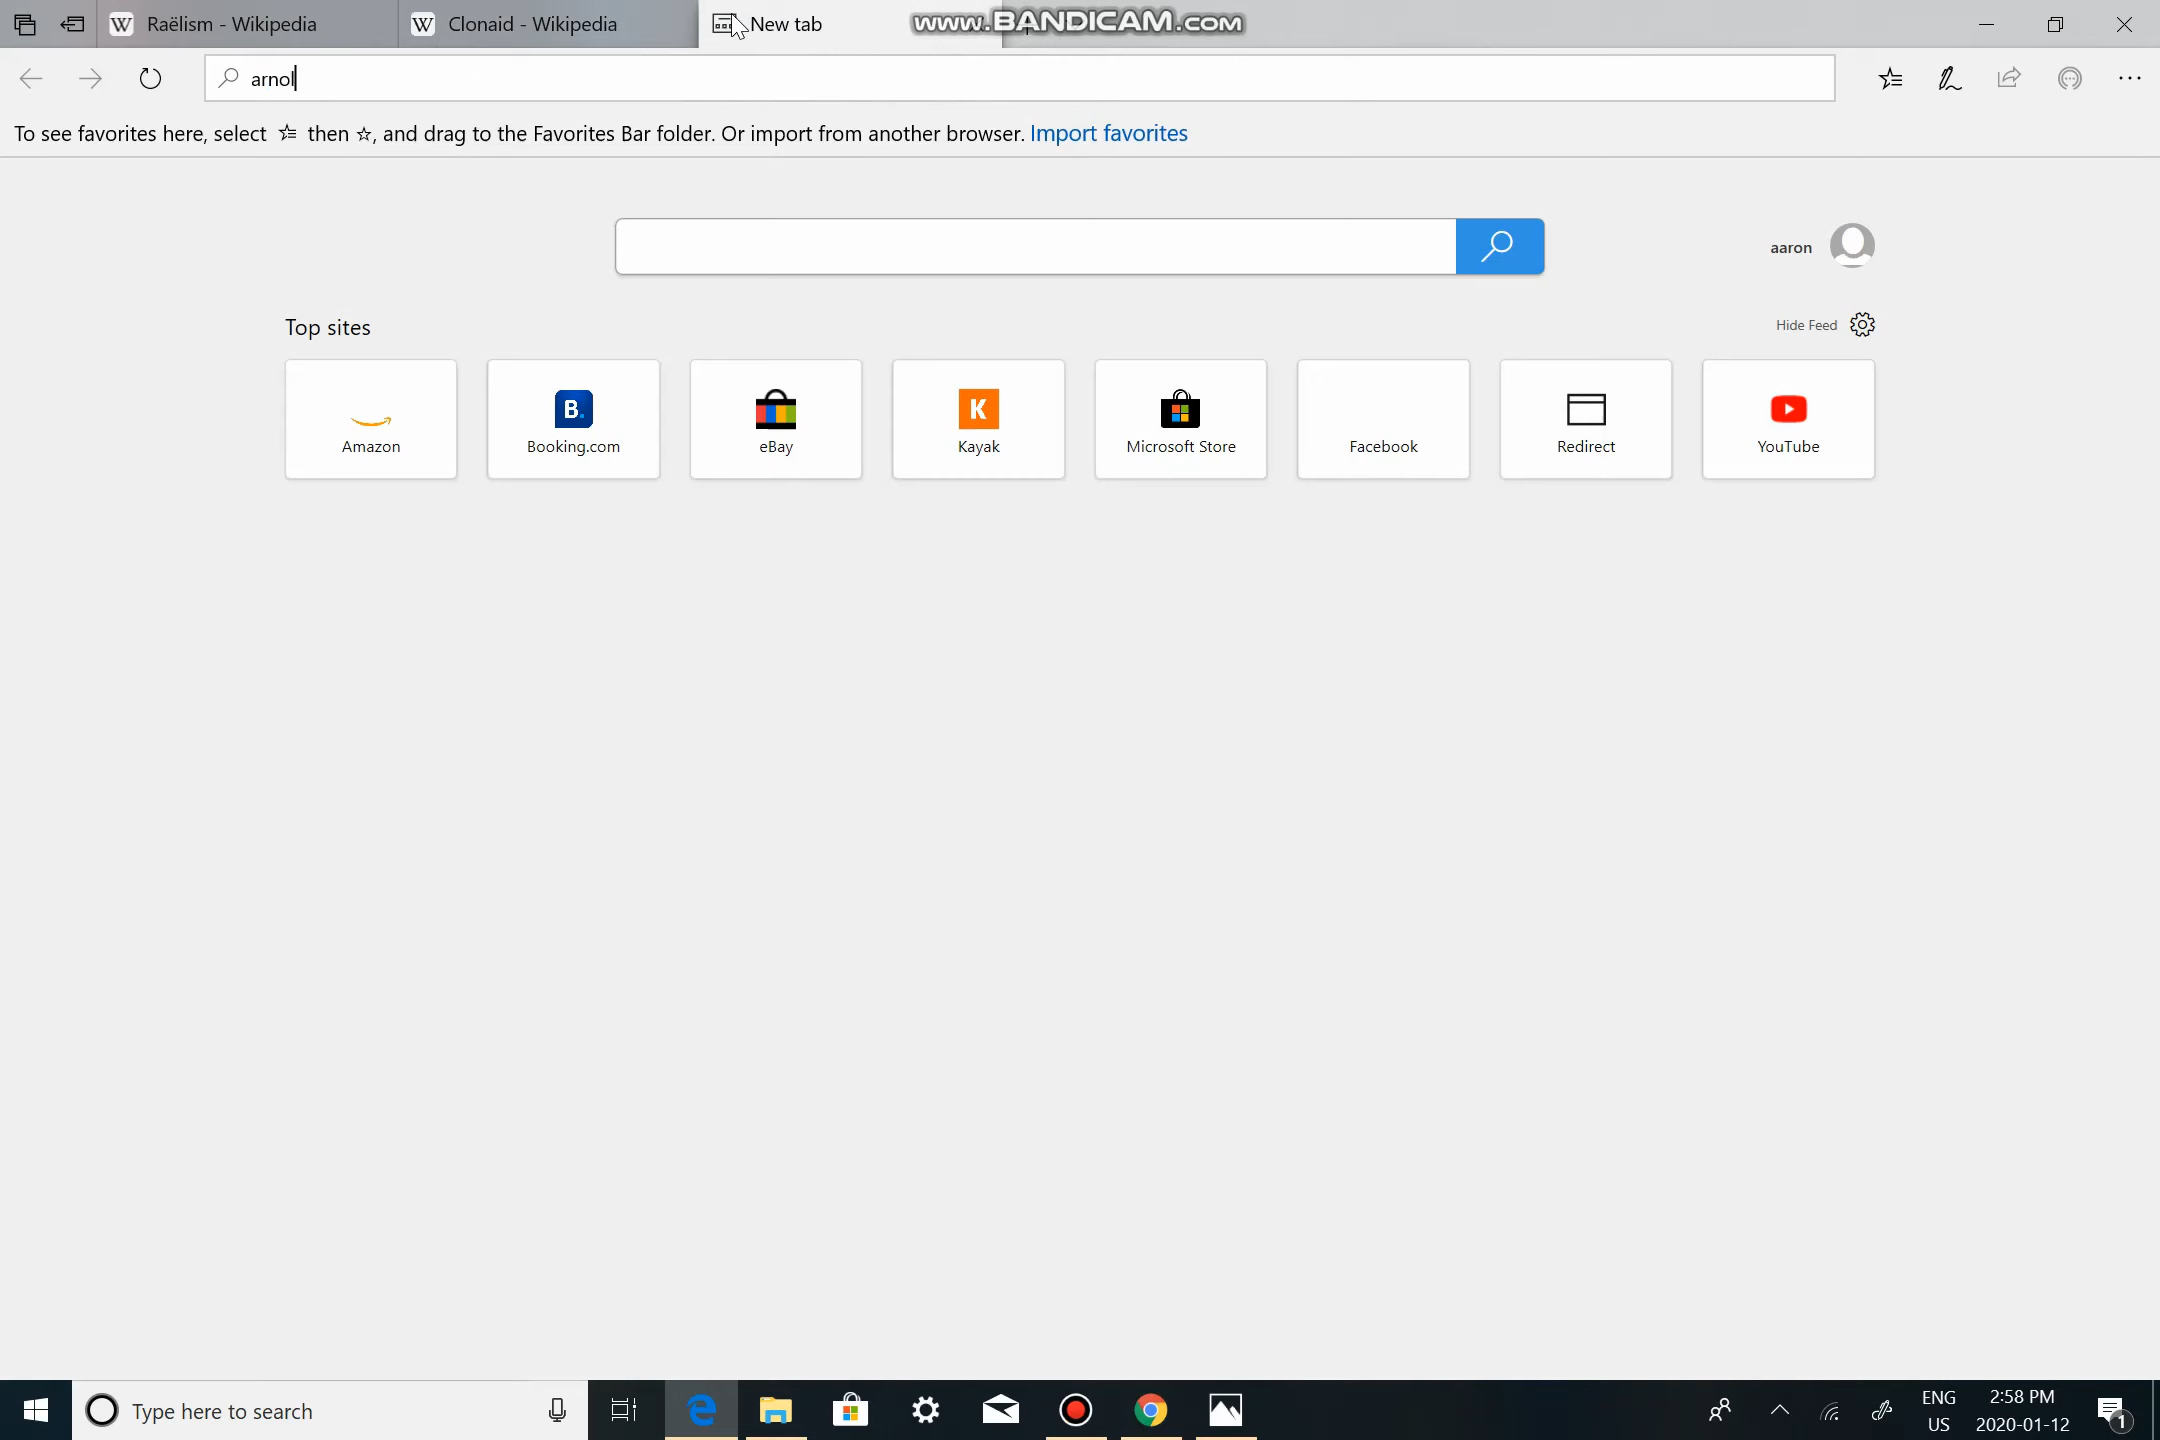 Raëlism - Wikipedia
Clonaid - Wikipedia
New tab
www.BANDICAM.com
arnol
To see favorites here, select then ☆, and drag to the Favorites Bar folder. Or import from another browser. Import favorites
aaron
Top sites
Hide Feed
Amazon
B.
Booking.com
eBay
K
Kayak
Microsoft Store
Facebook
Redirect
YouTube
Type here to search
ENG
US
2:58 PM
2020-01-12
1